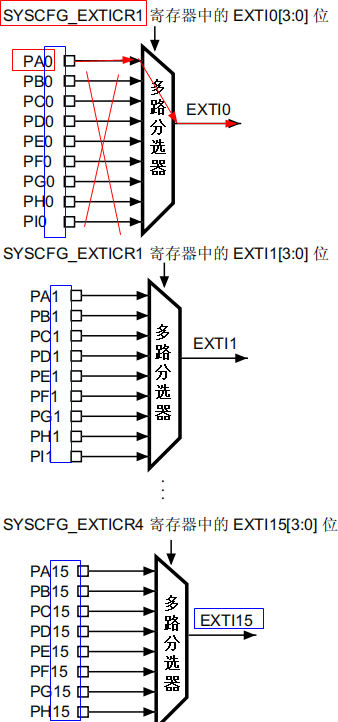 SYSCFG_EXTICR1 寄存器中的 EXTI0[3:0] 位
PA0
PB0
PC0
PD0
PE0
PF0
PG0
PH0
PI0
多路分选器
EXTI0
SYSCFG_EXTICR1 寄存器中的 EXTI1[3:0] 位
PA1
PB1
PC1
PD1
PE1
PF1
PG1
PH1
PI1
多路分选器
EXTI1
SYSCFG_EXTICR4 寄存器中的 EXTI15[3:0] 位
PA15
PB15
PC15
PD15
PE15
PF15
PG15
PH15
多路分选器
EXTI15